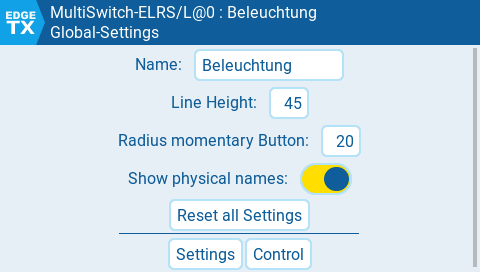 EDGE
TX
MultiSwitch-ELRS/L@0 : Beleuchtung
Global-Settings
Name: Beleuchtung
Line Height: 45
Radius momentary Button: 20
Show physical names:
Reset all Settings
Settings Control